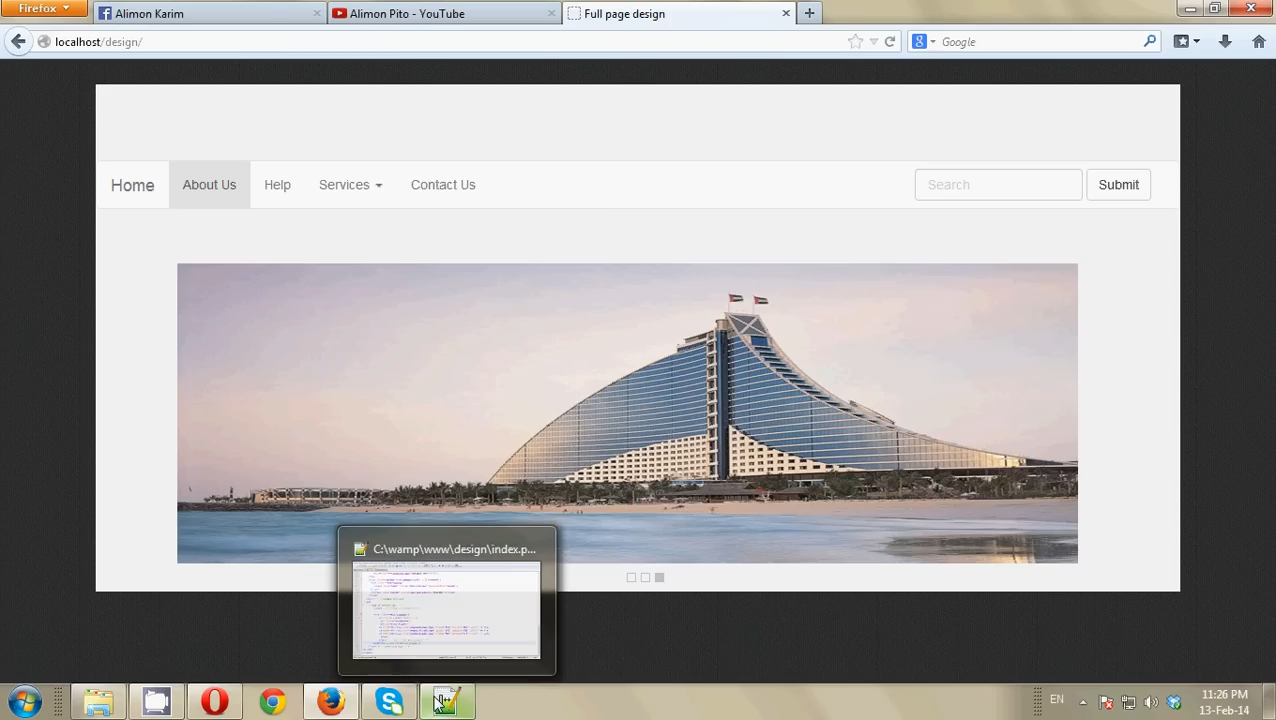 Firefox
Alimon Karim
Alimon Pito - YouTube
Full page design
localhost/design/
Google
Home
About Us
Help
Services
Contact Us
Search
Submit
C:\wamp\www\design\index.p...
EN
11:26 PM
13-Feb-14